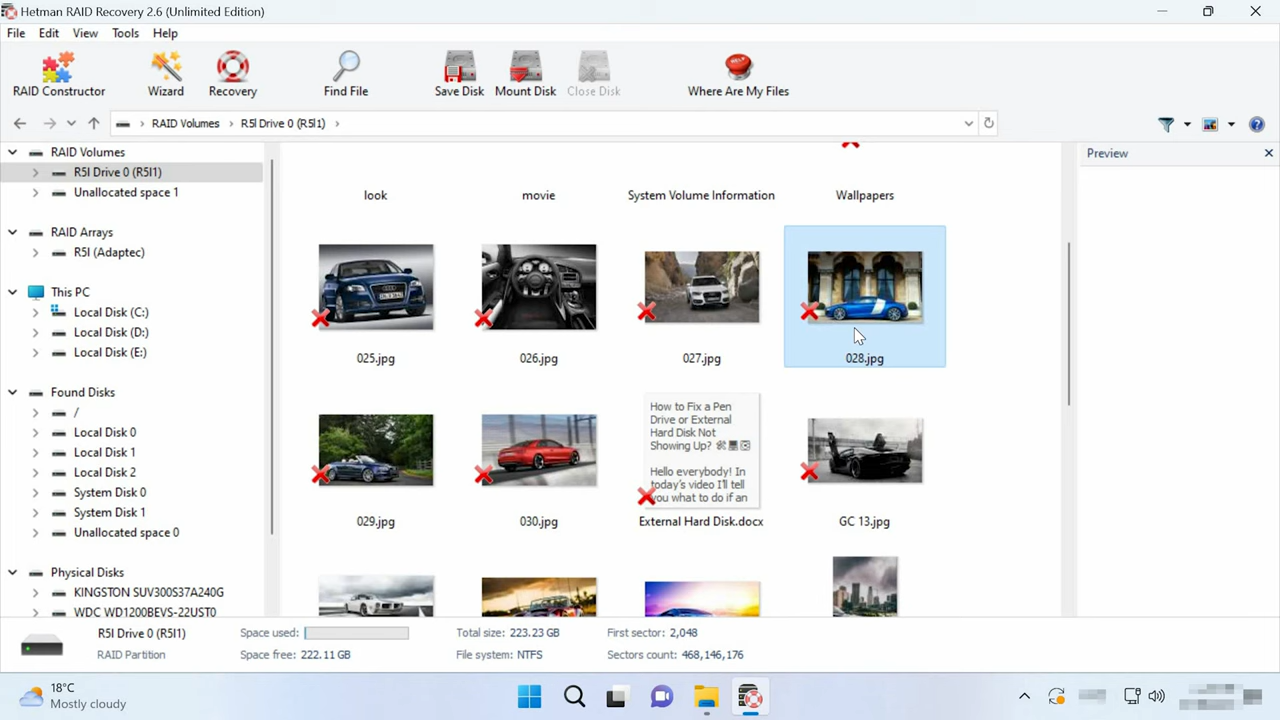 Hetman RAID Recovery 2.6 (Unlimited Edition)
File Edit View Tools Help
RAID Constructor Wizard Recovery Find File Save Disk Mount Disk Close Disk Where Are My Files
RAID Volumes R5I Drive 0 (R5I1)
RAID Volumes
R5I Drive 0 (R5I1)
Unallocated space 1
RAID Arrays
R5I (Adaptec)
This PC
Local Disk (C:)
Local Disk (D:)
Local Disk (E:)
Found Disks
/
Local Disk 0
Local Disk 1
Local Disk 2
System Disk 0
System Disk 1
Unallocated space 0
Physical Disks
KINGSTON SUV300S37A240G
WDC WD1200BEVS-22UST0
look movie System Volume Information Wallpapers
025.jpg 026.jpg 027.jpg 028.jpg
How to Fix a Pen
Drive or External
Hard Disk Not
Showing Up?
Hello everybody! In
today's video I'll tell
you what to do if an
029.jpg 030.jpg External Hard Disk.docx GC 13.jpg
Preview
R5I Drive 0 (R5I1) Space used: Total size: 223.23 GB First sector: 2,048
RAID Partition Space free: 222.11 GB File system: NTFS Sectors count: 468,146,176
18°C
Mostly cloudy